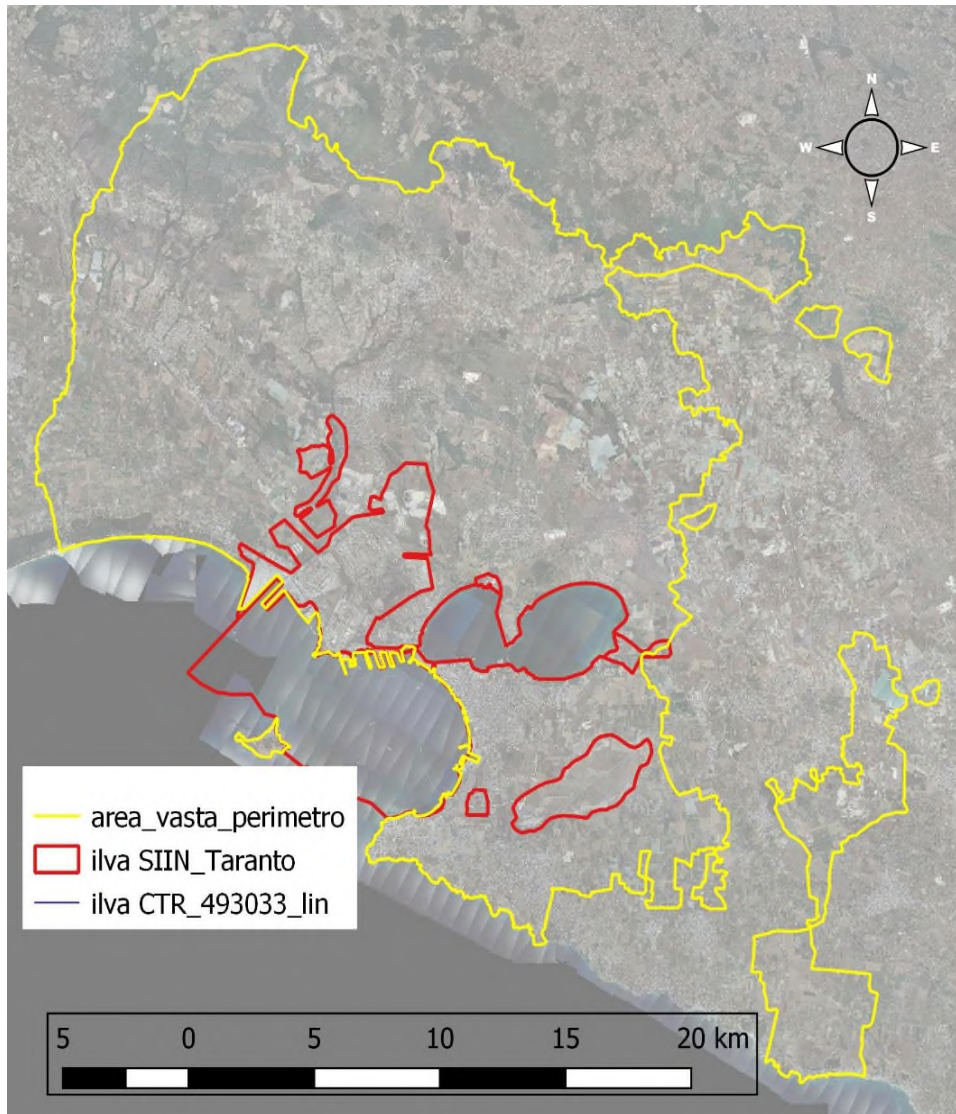 N
W E
S
area_vasta_perimetro
ilva SIIN_Taranto
ilva CTR_493033_lin
5 0 5 10 15 20 km